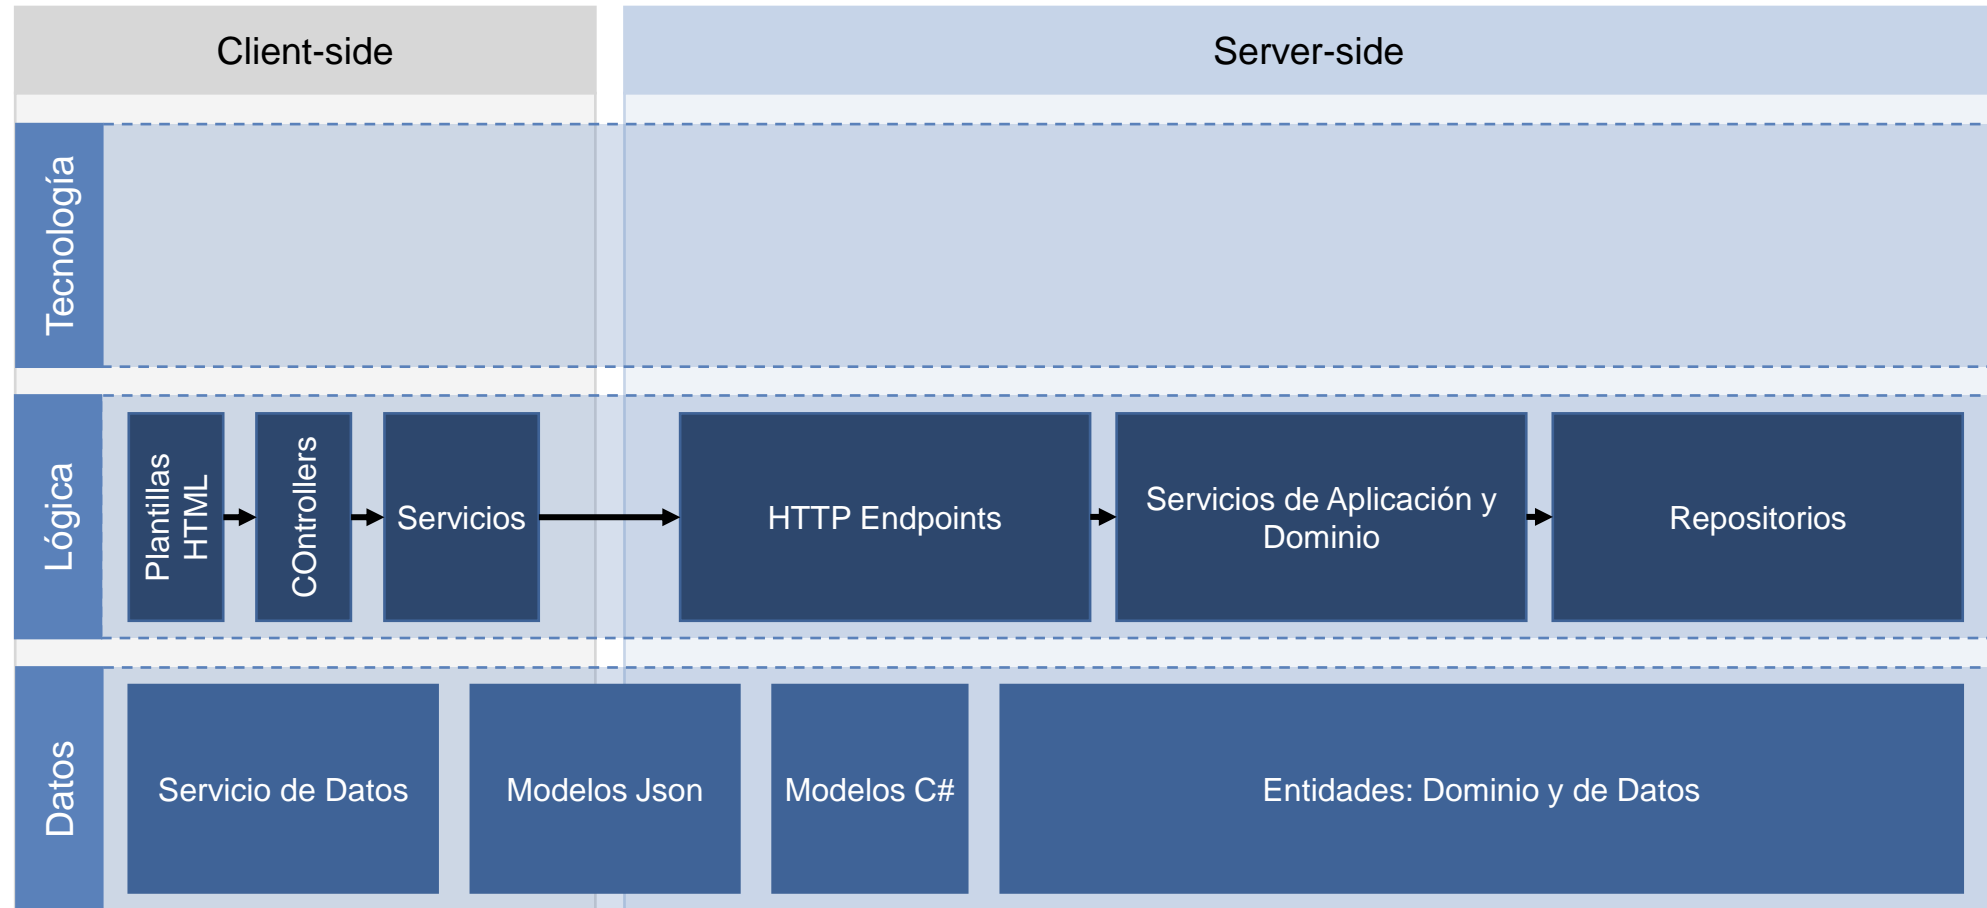 Client-side
Server-side
Tecnología
Lógica
Plantillas
HTML
COntrollers
Servicios
HTTP Endpoints
Servicios de Aplicación y
Dominio
Repositorios
Datos
Servicio de Datos
Modelos Json
Modelos C#
Entidades: Dominio y de Datos